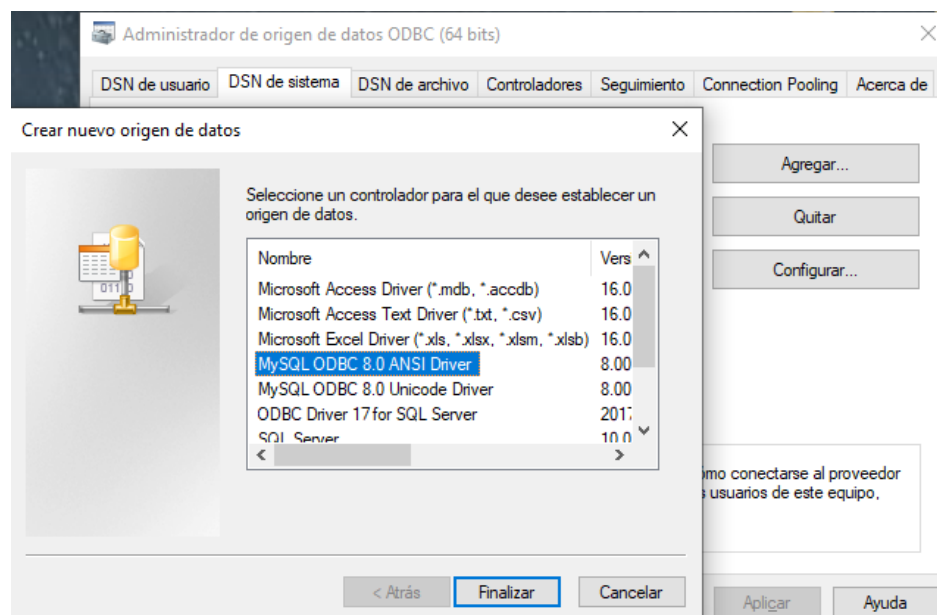 Administrador de origen de datos ODBC (64 bits)
DSN de usuario DSN de sistema DSN de archivo Controladores Seguimiento Connection Pooling Acerca de
Crear nuevo origen de datos
Agregar...
Quitar
Configurar...
Seleccione un controlador para el que desee establecer un
origen de datos.
Nombre Vers
Microsoft Access Driver (*.mdb, *.accdb) 16.0
Microsoft Access Text Driver (*.txt, *.csv) 16.0
Microsoft Excel Driver (*.xls, *.xlsx, *.xlsm, *.xlsb) 16.0
MySQL ODBC 8.0 ANSI Driver 8.00
MySQL ODBC 8.0 Unicode Driver 8.00
ODBC Driver 17 for SQL Server 2017
SQL Server 10.0
ómo conectarse al proveedor
s usuarios de este equipo,
< Atrás Finalizar Cancelar
Aplicar Ayuda